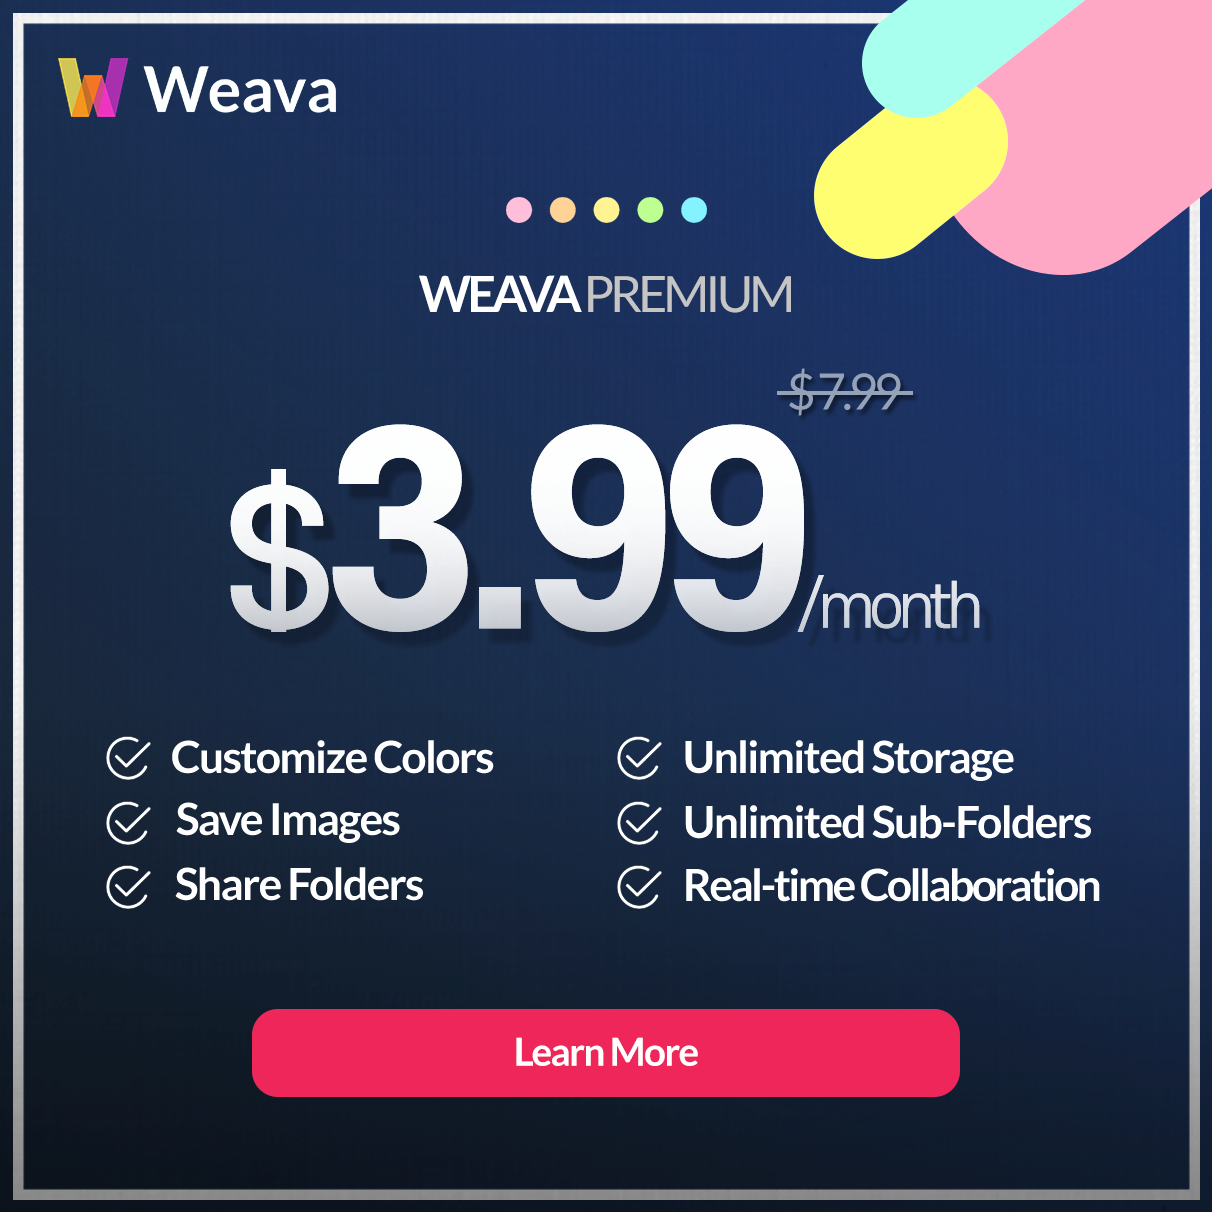 Weava
WEAVA PREMIUM
$7.99
$3.99/month
Customize Colors
Save Images
Share Folders
Unlimited Storage
Unlimited Sub-Folders
Real-time Collaboration
Learn More